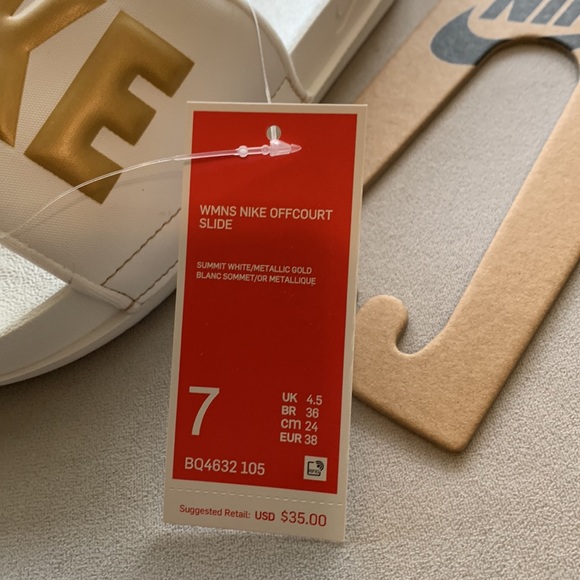 KE
NIKE
WMNS NIKE OFFCOURT
SLIDE
SUMMIT WHITE/METALLIC GOLD
BLANC SOMMET/OR METALLIQUE
7
UK 4.5
BR 36
cm 24
EUR 38
BQ4632 105
Suggested Retail: USD $35.00